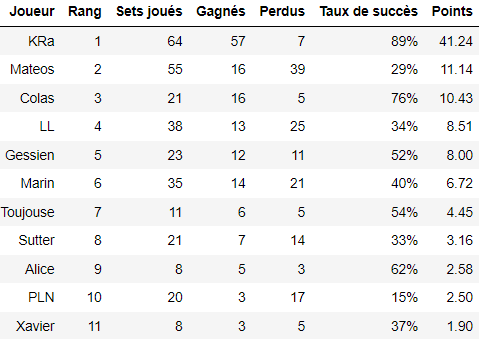 Joueur Rang Sets joués Gagnés Perdus Taux de succès Points
KRa 1 64 57 7 89% 41.24
Mateos 2 55 16 39 29% 11.14
Colas 3 21 16 5 76% 10.43
LL 4 38 13 25 34% 8.51
Gessien 5 23 12 11 52% 8.00
Marin 6 35 14 21 40% 6.72
Toujouse 7 11 6 5 54% 4.45
Sutter 8 21 7 14 33% 3.16
Alice 9 8 5 3 62% 2.58
PLN 10 20 3 17 15% 2.50
Xavier 11 8 3 5 37% 1.90